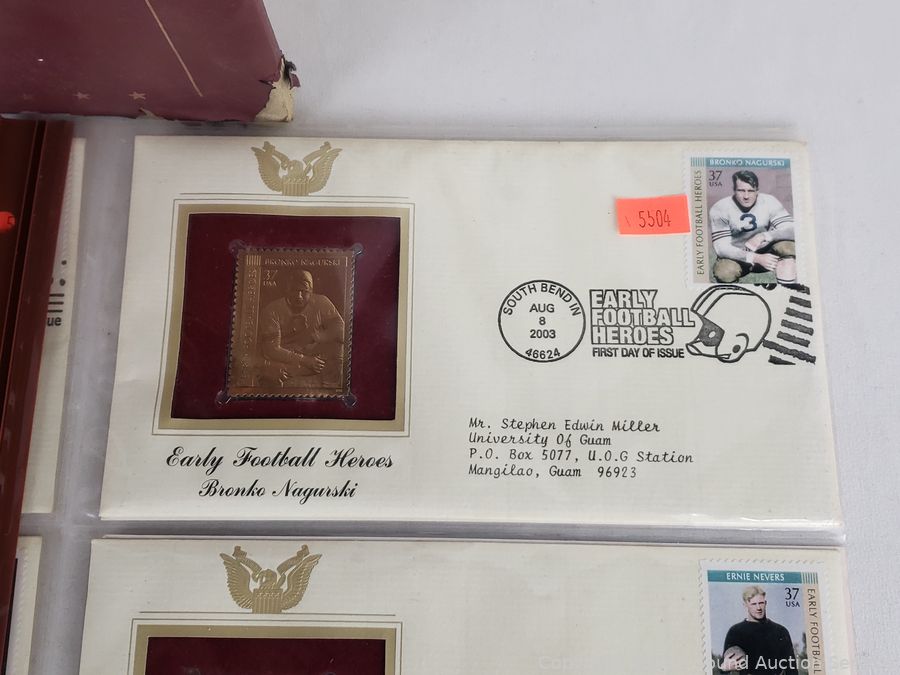 BRONKO NAGURSKI
37
USA
EARLY FOOTBALL HEROES
3
5504
BRONKO NAGURSKI
37
USA
SOUTH BEND IN
AUG
8
2003
46624
EARLY
FOOTBALL
HEROES
FIRST DAY OF ISSUE
Mr. Stephen Edwin Miller
University Of Guam
P.O. Box 5077, U.O.G Station
Mangilao, Guam 96923
Early Football Heroes
Bronko Nagurski
ue
ERNIE NEVERS
37
USA
EARLY FOOTBALL